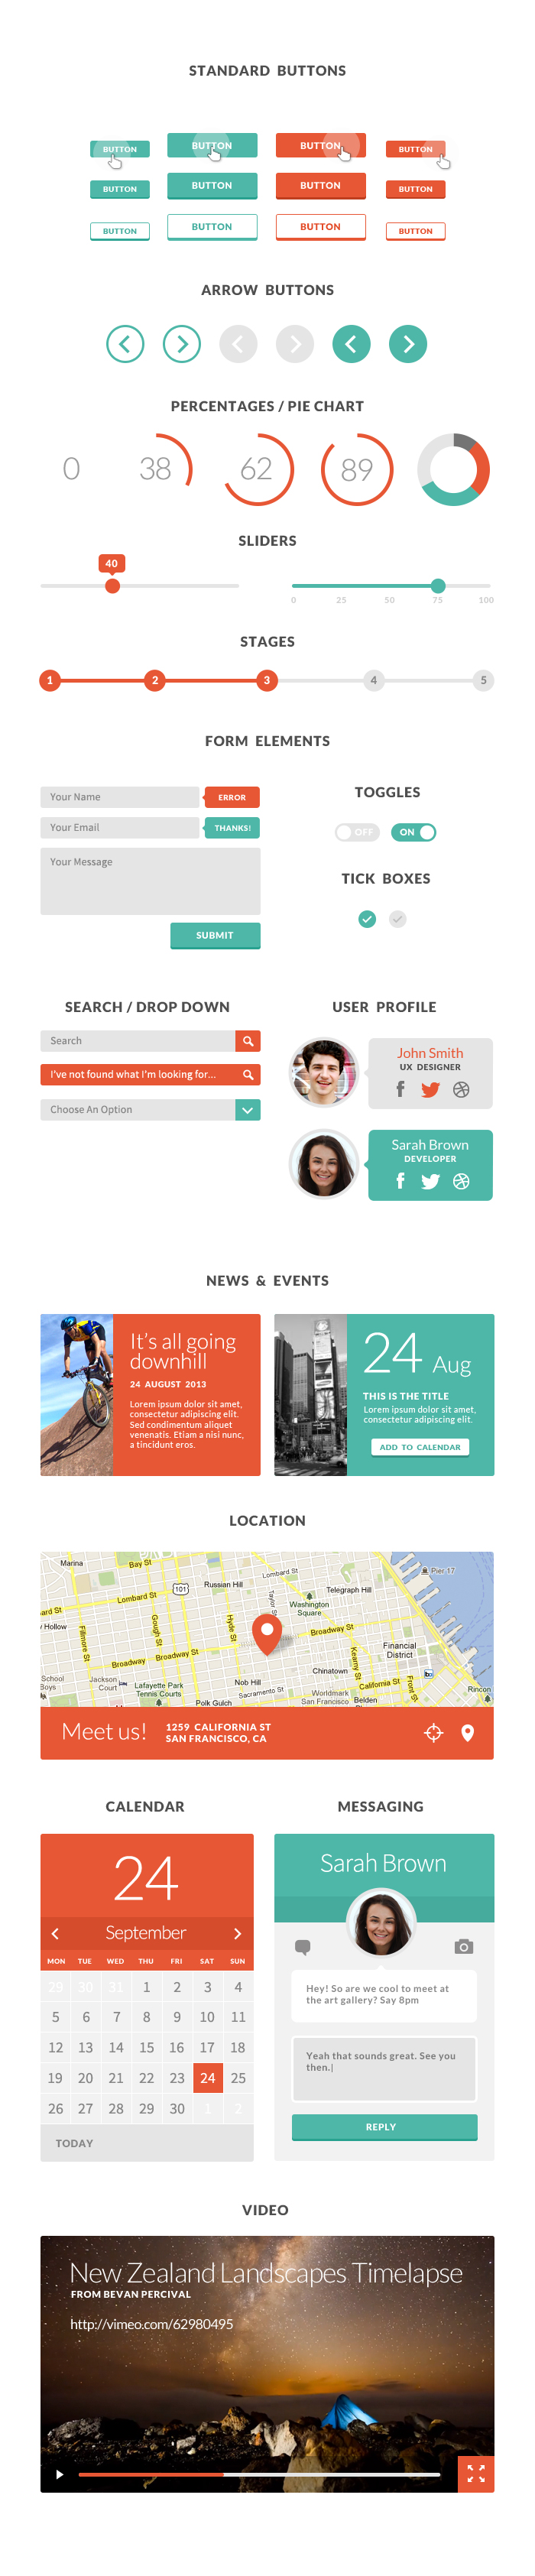 STANDARD BUTTONS
BUTTON BUTTON BUTTON BUTTON
BUTTON BUTTON BUTTON BUTTON
BUTTON BUTTON BUTTON BUTTON
ARROW BUTTONS
PERCENTAGES / PIE CHART
0 38 62 89
SLIDERS
40
0 25 50 75 100
STAGES
1 2 3 4 5
FORM ELEMENTS
Your Name ERROR
Your Email THANKS!
Your Message
SUBMIT
TOGGLES
OFF ON
TICK BOXES
SEARCH / DROP DOWN
Search
I've not found what I'm looking for...
Choose An Option
USER PROFILE
John Smith
UX DESIGNER
Sarah Brown
DEVELOPER
NEWS & EVENTS
It's all going
downhill
24 AUGUST 2013
Lorem ipsum dolor sit amet,
consectetur adipiscing elit.
Sed condimentum aliquet
venenatis. Etiam a nisi nunc,
a tincidunt eros.
24 Aug
THIS IS THE TITLE
Lorem ipsum dolor sit amet,
consectetur adipiscing elit.
ADD TO CALENDAR
LOCATION
Marina
Bay St
Pier 17
Lombard St
Russian Hill
101
Telegraph Hill
Lombard St
Taylor S
Washington
Square
ard St
Hollow
Fillmore St
Gough St
Hyde St
Broadway St
Broadway St
Broadway
Kearny St
Financial
District
Chinatown
School
Boys
Jackson
Court
Lafayette Park
Tennis Courts
Nob Hill
California St
Front St
Rincon
Polk Gulch
Sacramento St
Worldmark
San Francisco
Belden
Meet us!
1259 CALIFORNIA ST
SAN FRANCISCO, CA
CALENDAR
24
September
MON TUE WED THU FRI SAT SUN
29 30 31 1 2 3 4
5 6 7 8 9 10 11
12 13 14 15 16 17 18
19 20 21 22 23 24 25
26 27 28 29 30 1 2
TODAY
MESSAGING
Sarah Brown
Hey! So are we cool to meet at
the art gallery? Say 8pm
Yeah that sounds great. See you
then.|
REPLY
VIDEO
New Zealand Landscapes Timelapse
FROM BEVAN PERCIVAL
http://vimeo.com/62980495